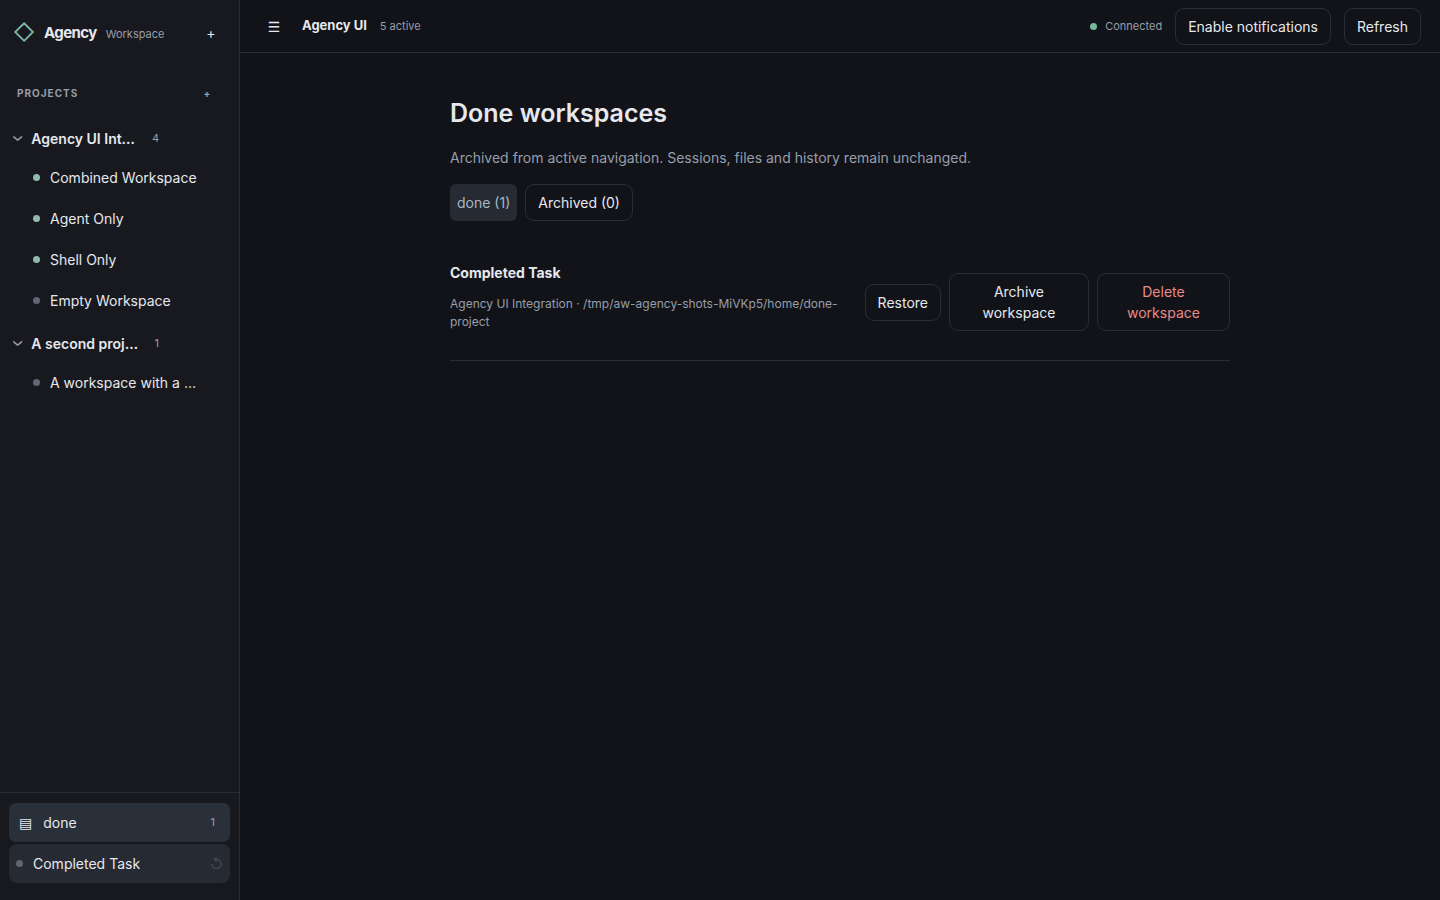 Agency Workspace +
PROJECTS +
Agency UI Int... 4
Combined Workspace
Agent Only
Shell Only
Empty Workspace
A second proj... 1
A workspace with a ...
done 1
Completed Task
Agency UI 5 active
Connected
Enable notifications
Refresh
Done workspaces
Archived from active navigation. Sessions, files and history remain unchanged.
done (1)
Archived (0)
Completed Task
Agency UI Integration · /tmp/aw-agency-shots-MiVKp5/home/done-
project
Restore
Archive
workspace
Delete
workspace